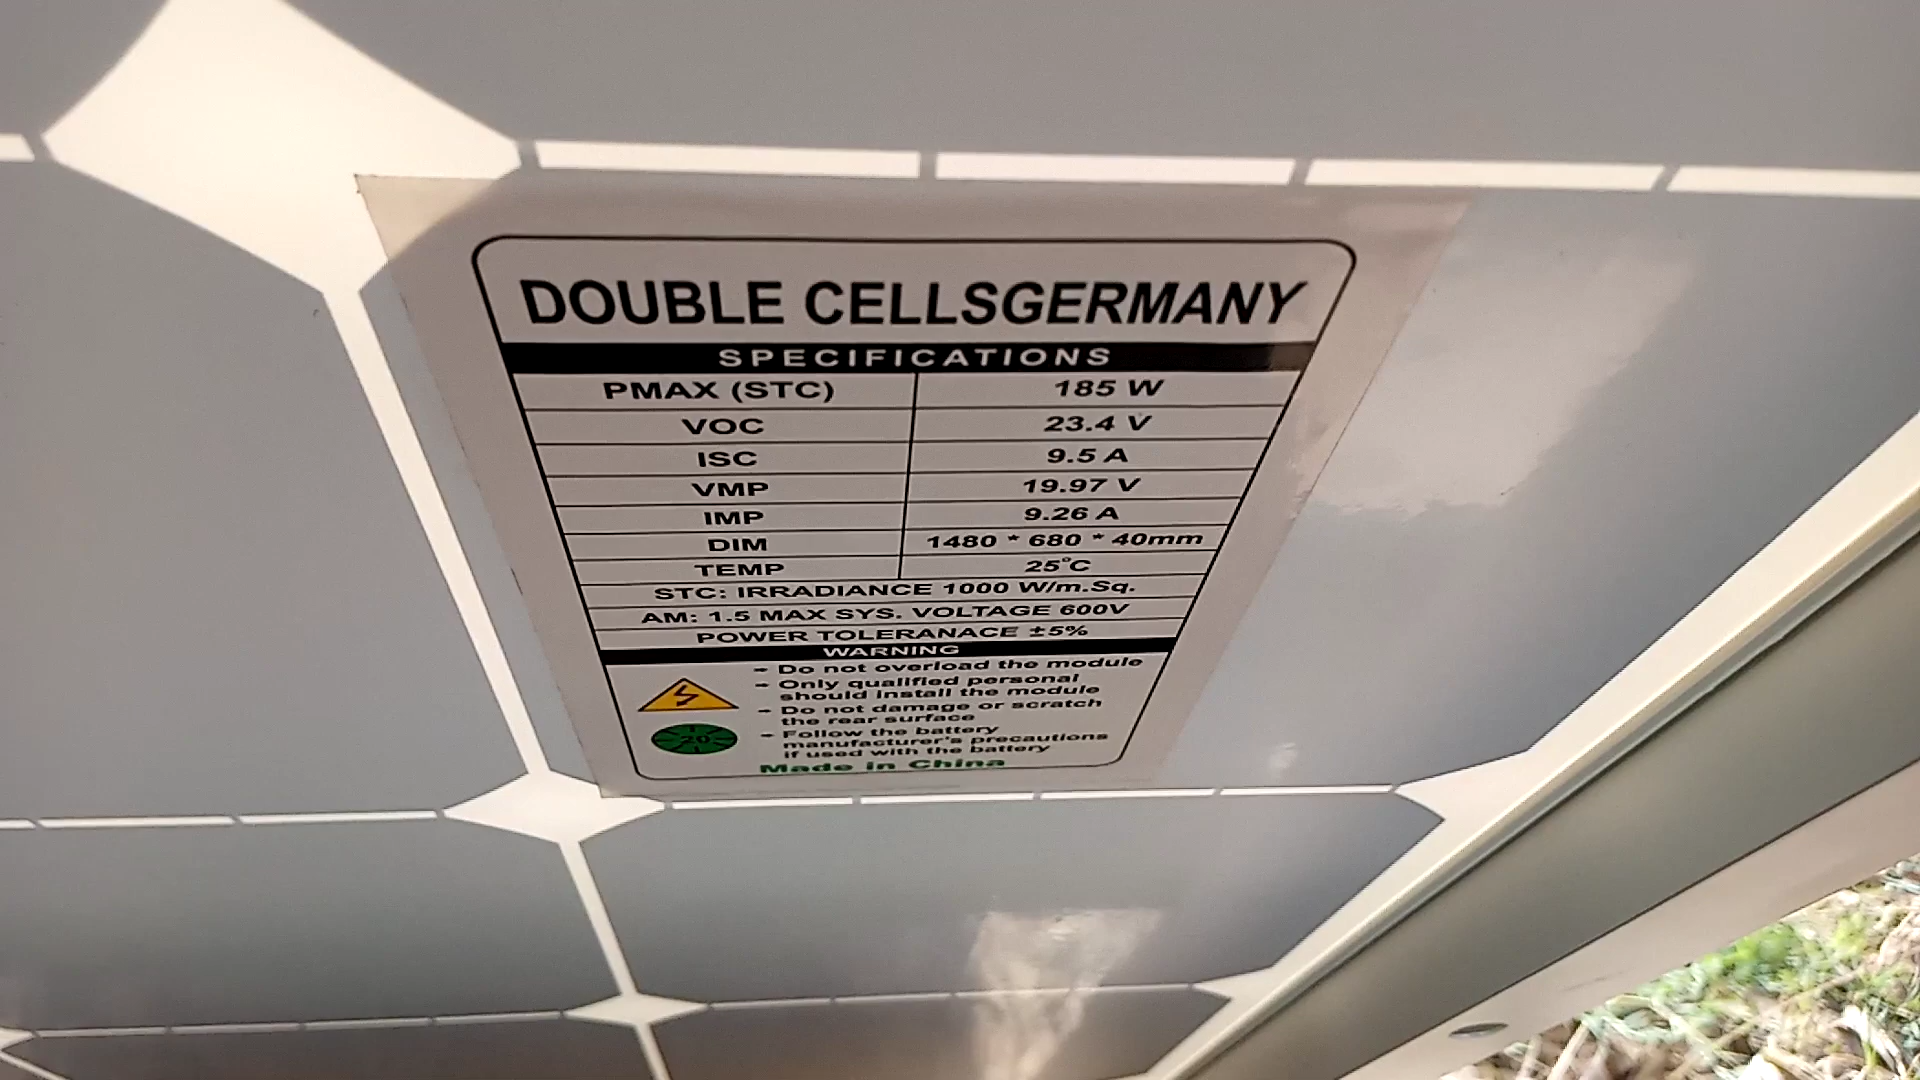 DOUBLE CELLSGERMANY
SPECIFICATIONS
PMAX (STC) 185 W
VOC 23.4 V
ISC 9.5 A
VMP 19.97 V
IMP 9.26 A
DIM 1480 * 680 * 40mm
TEMP 25°C
STC: IRRADIANCE 1000 W/m.Sq.
AM: 1.5 MAX SYS. VOLTAGE 600V
POWER TOLERANACE ±5%
WARNING
- Do not overload the module
- Only qualified personal
should install the module
- Do not damage or scratch
the rear surface
- Follow the battery
manufacturer's precautions
if used with the battery
20
Made in China